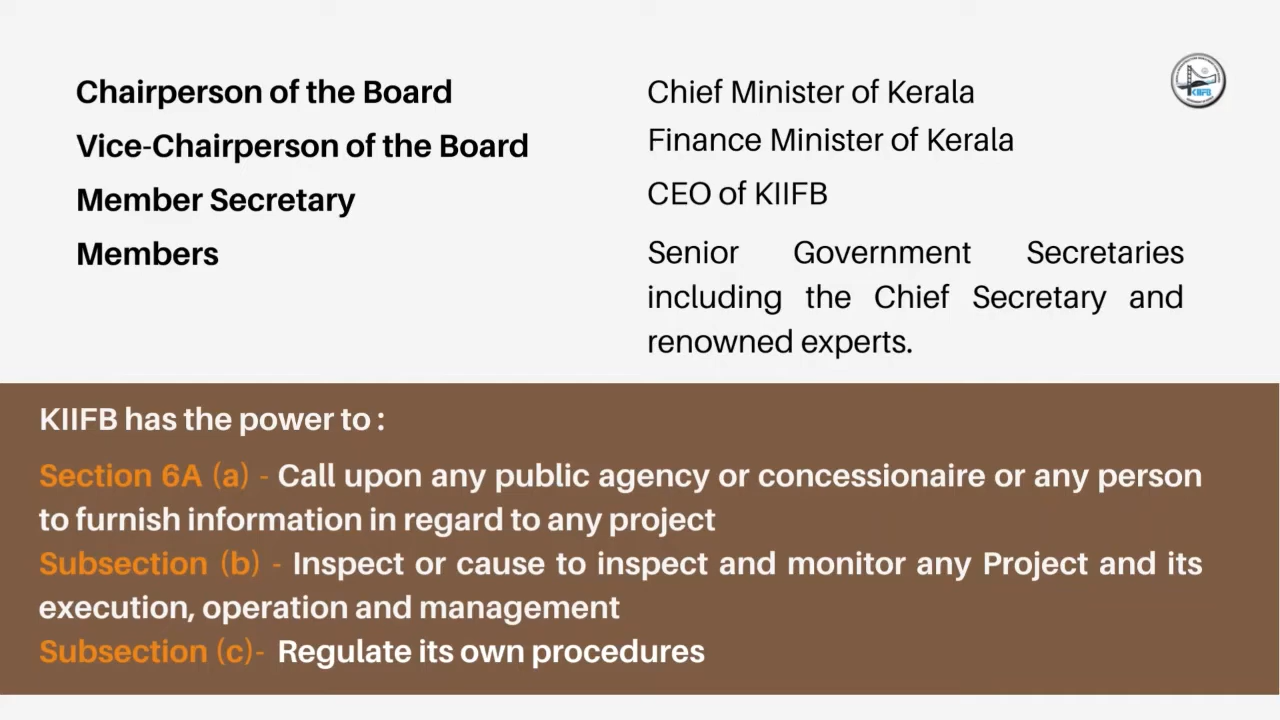 Chairperson of the Board
Vice-Chairperson of the Board
Member Secretary
Members
Chief Minister of Kerala
Finance Minister of Kerala
CEO of KIIFB
Senior Government Secretaries
including the Chief Secretary and
renowned experts.
KIIFB
KIIFB has the power to :
Section 6A (a) - Call upon any public agency or concessionaire or any person
to furnish information in regard to any project
Subsection (b) - Inspect or cause to inspect and monitor any Project and its
execution, operation and management
Subsection (c)- Regulate its own procedures